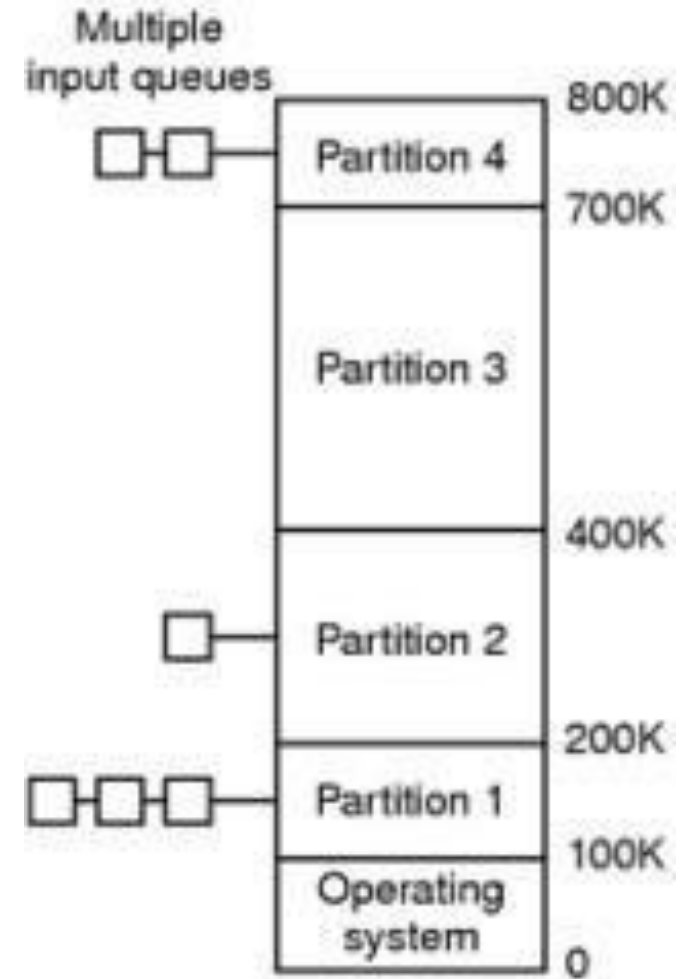 Multiple
input queues
800K
Partition 4
700K
Partition 3
400K
Partition 2
200K
Partition 1
100K
Operating
system
0